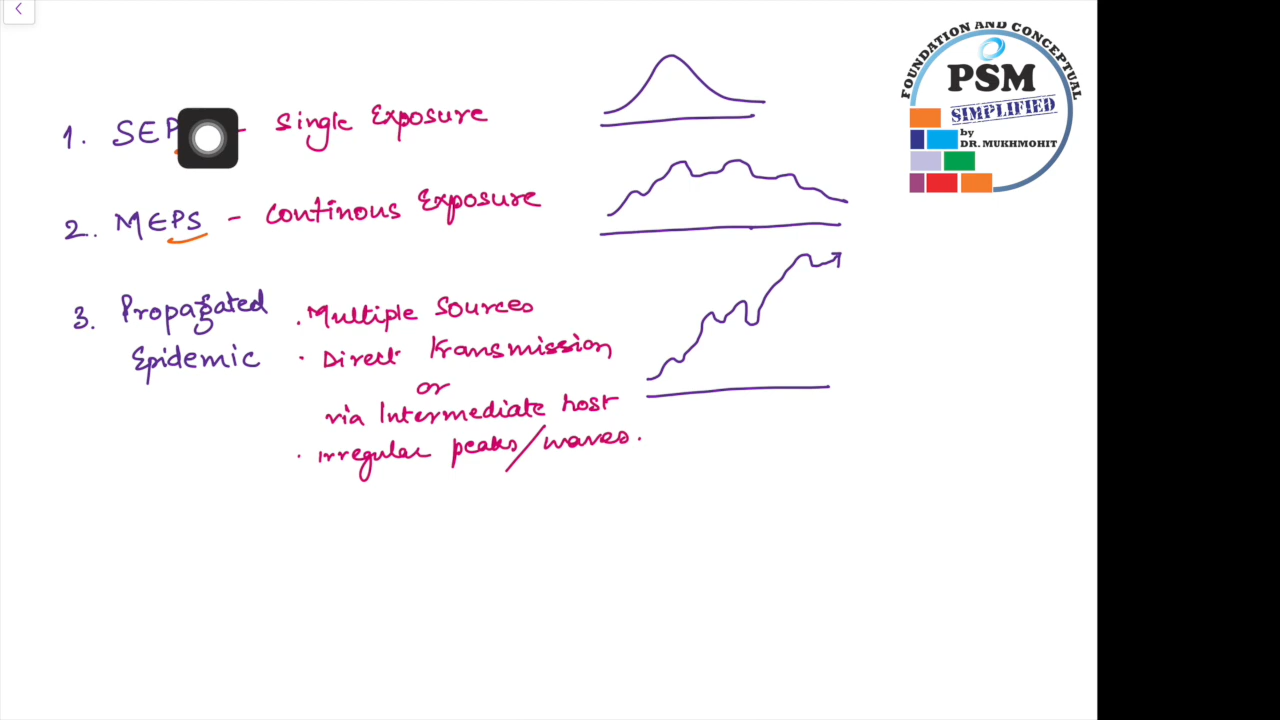 1. SEP - Single Exposure
2. MEPS - Continous Exposure
3. Propagated Epidemic
. Multiple Sources
. Direct transmission
or
via Intermediate host
. irregular peaks/waves.
FOUNDATION AND CONCEPTUAL
PSM
SIMPLIFIED
by
DR. MUKHMOHIT